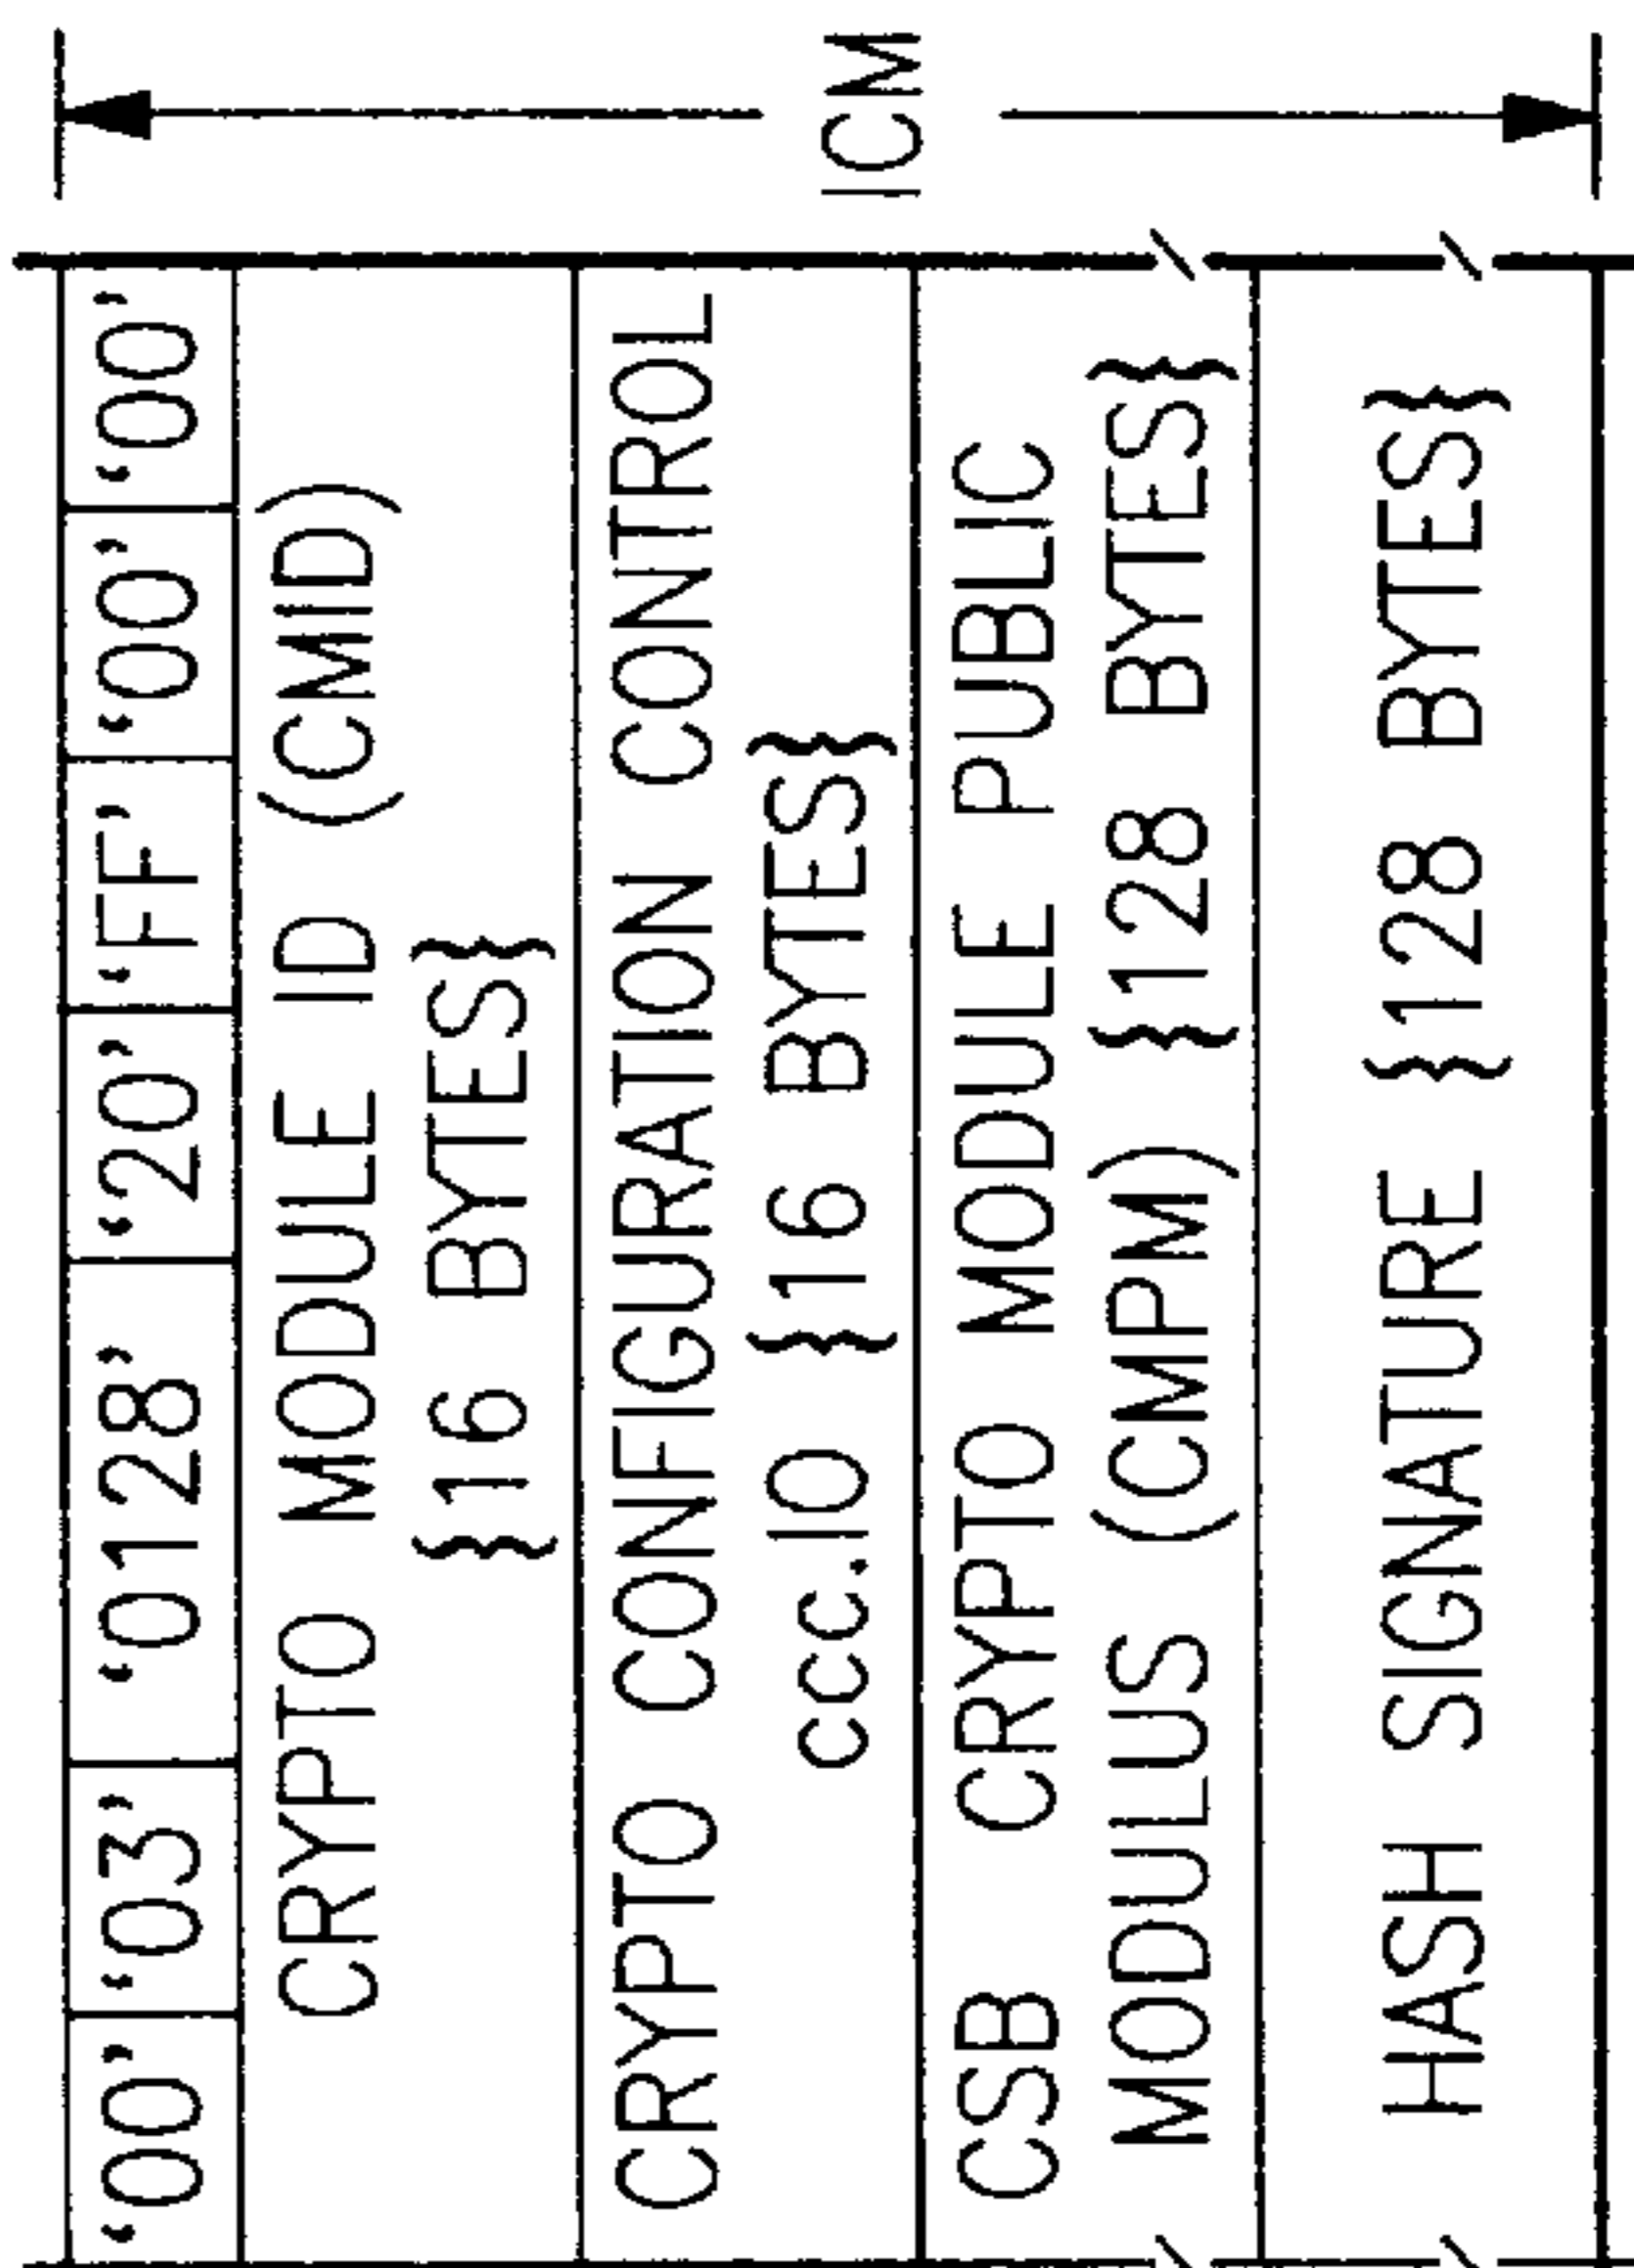 '00' '03' '0128' '20' 'FF' '00' '00'
CRYPTO MODULE ID (CMID)
}16 BYTES}
CRYPTO CONFIGURATION CONTROL
ccc.IO }16 BYTES}
CSB CRYPTO MODULE PUBLIC
MODULUS (CMPM) }128 BYTES}
HASH SIGNATURE }128 BYTES}
ICM